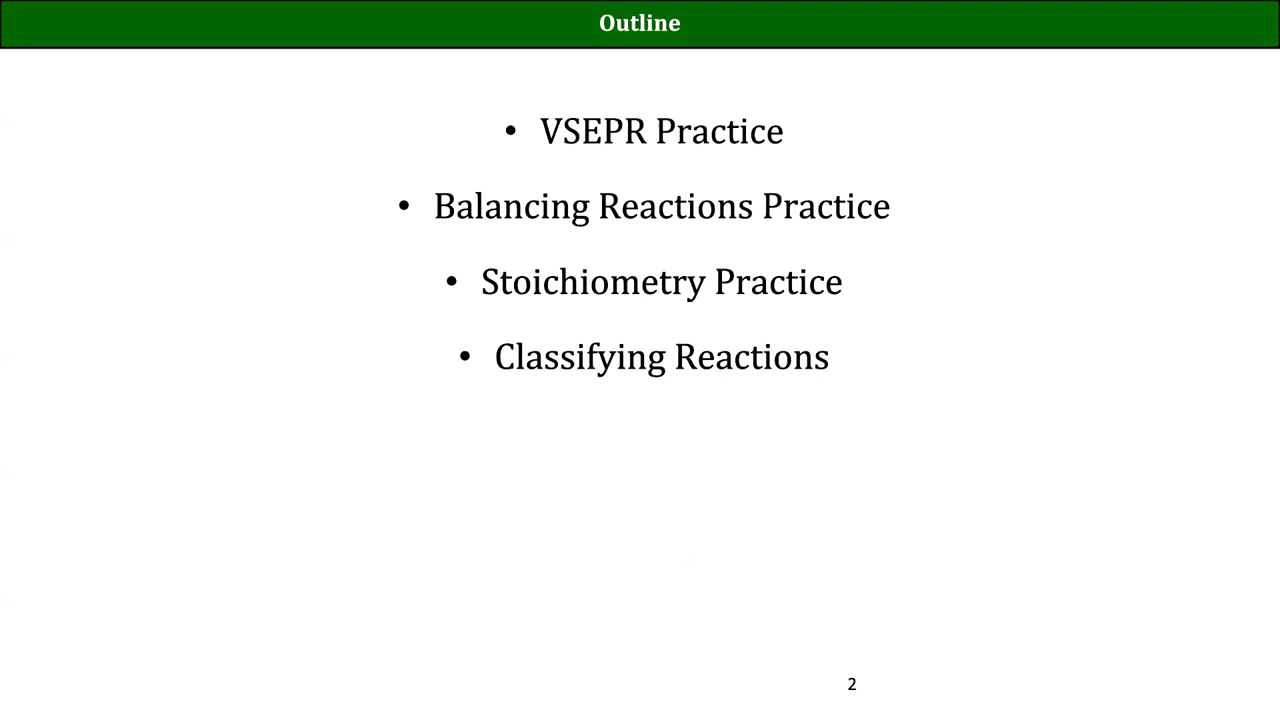 Outline
• VSEPR Practice
• Balancing Reactions Practice
• Stoichiometry Practice
• Classifying Reactions
2